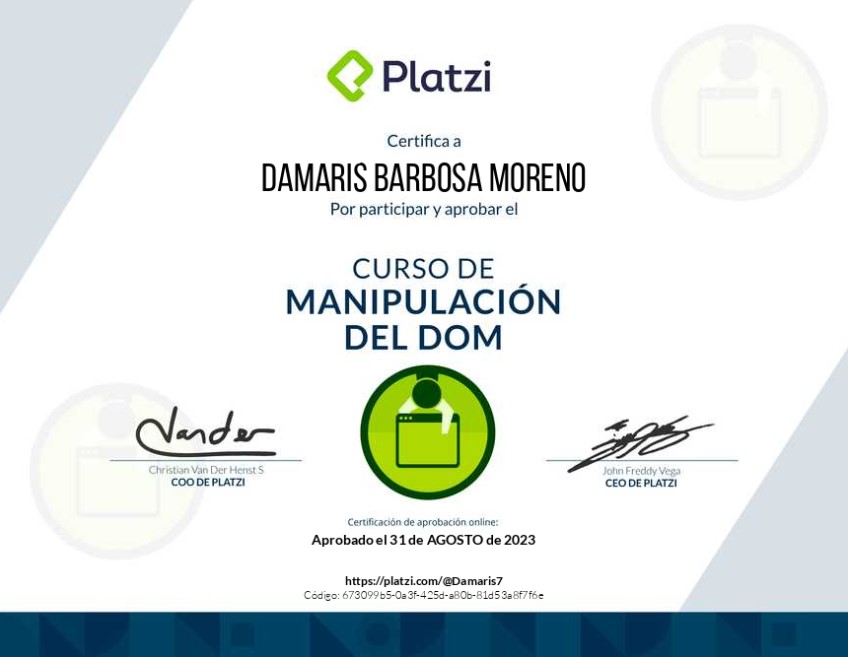 Platzi
Certifica a
DAMARIS BARBOSA MORENO
Por participar y aprobar el
CURSO DE
MANIPULACIÓN
DEL DOM
Vander
Christian Van Der Henst S
COO DE PLATZI
John Freddy Vega
CEO DE PLATZI
Certificación de aprobación online:
Aprobado el 31 de AGOSTO de 2023
https://platzi.com/@Damaris7
Código: 673099b5-0a3f-425d-a80b-81d53a8f7f6e